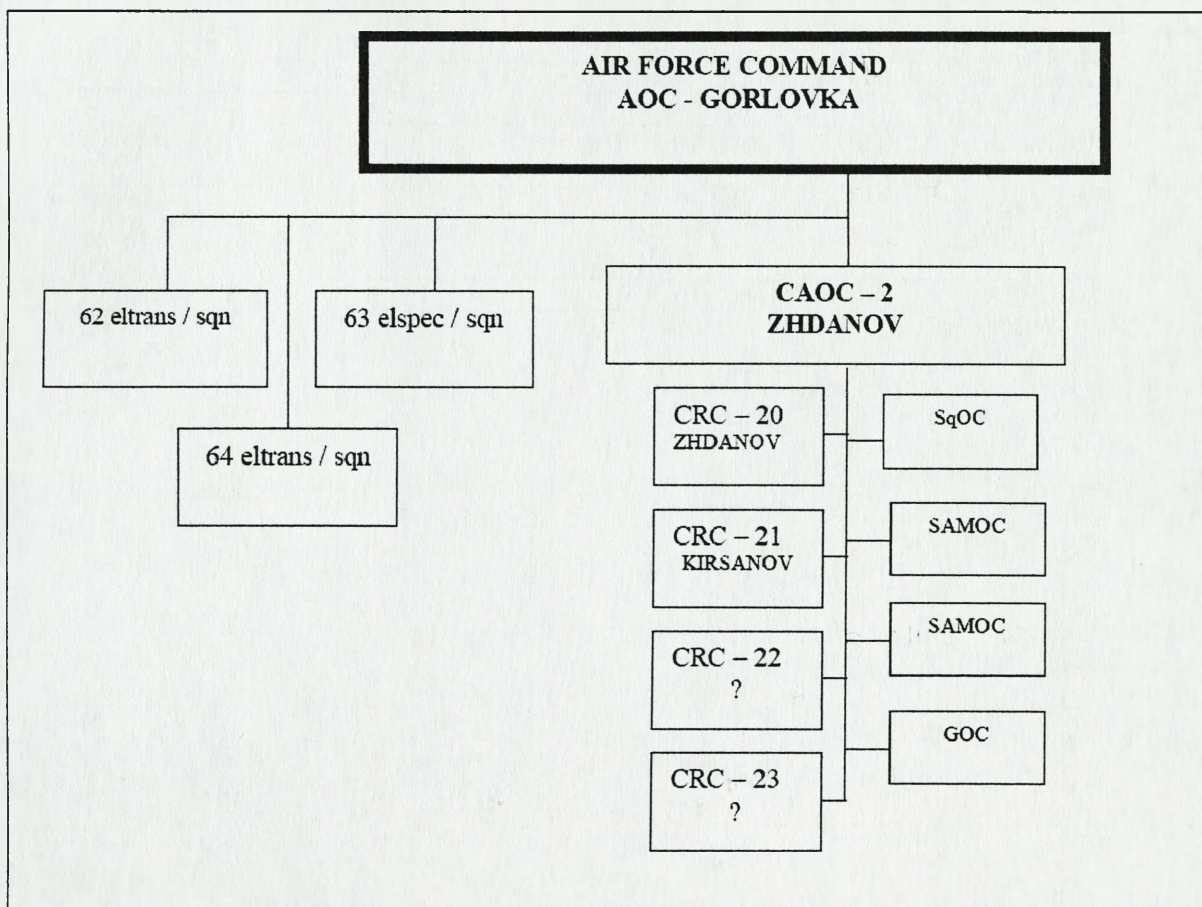 AIR FORCE COMMAND
AOC - GORLOVKA
62 eltrans / sqn
63 elspec / sqn
64 eltrans / sqn
CAOC – 2
ZHDANOV
CRC – 20
ZHDANOV
SqOC
CRC – 21
KIRSANOV
SAMOC
CRC – 22
?
SAMOC
CRC – 23
?
GOC